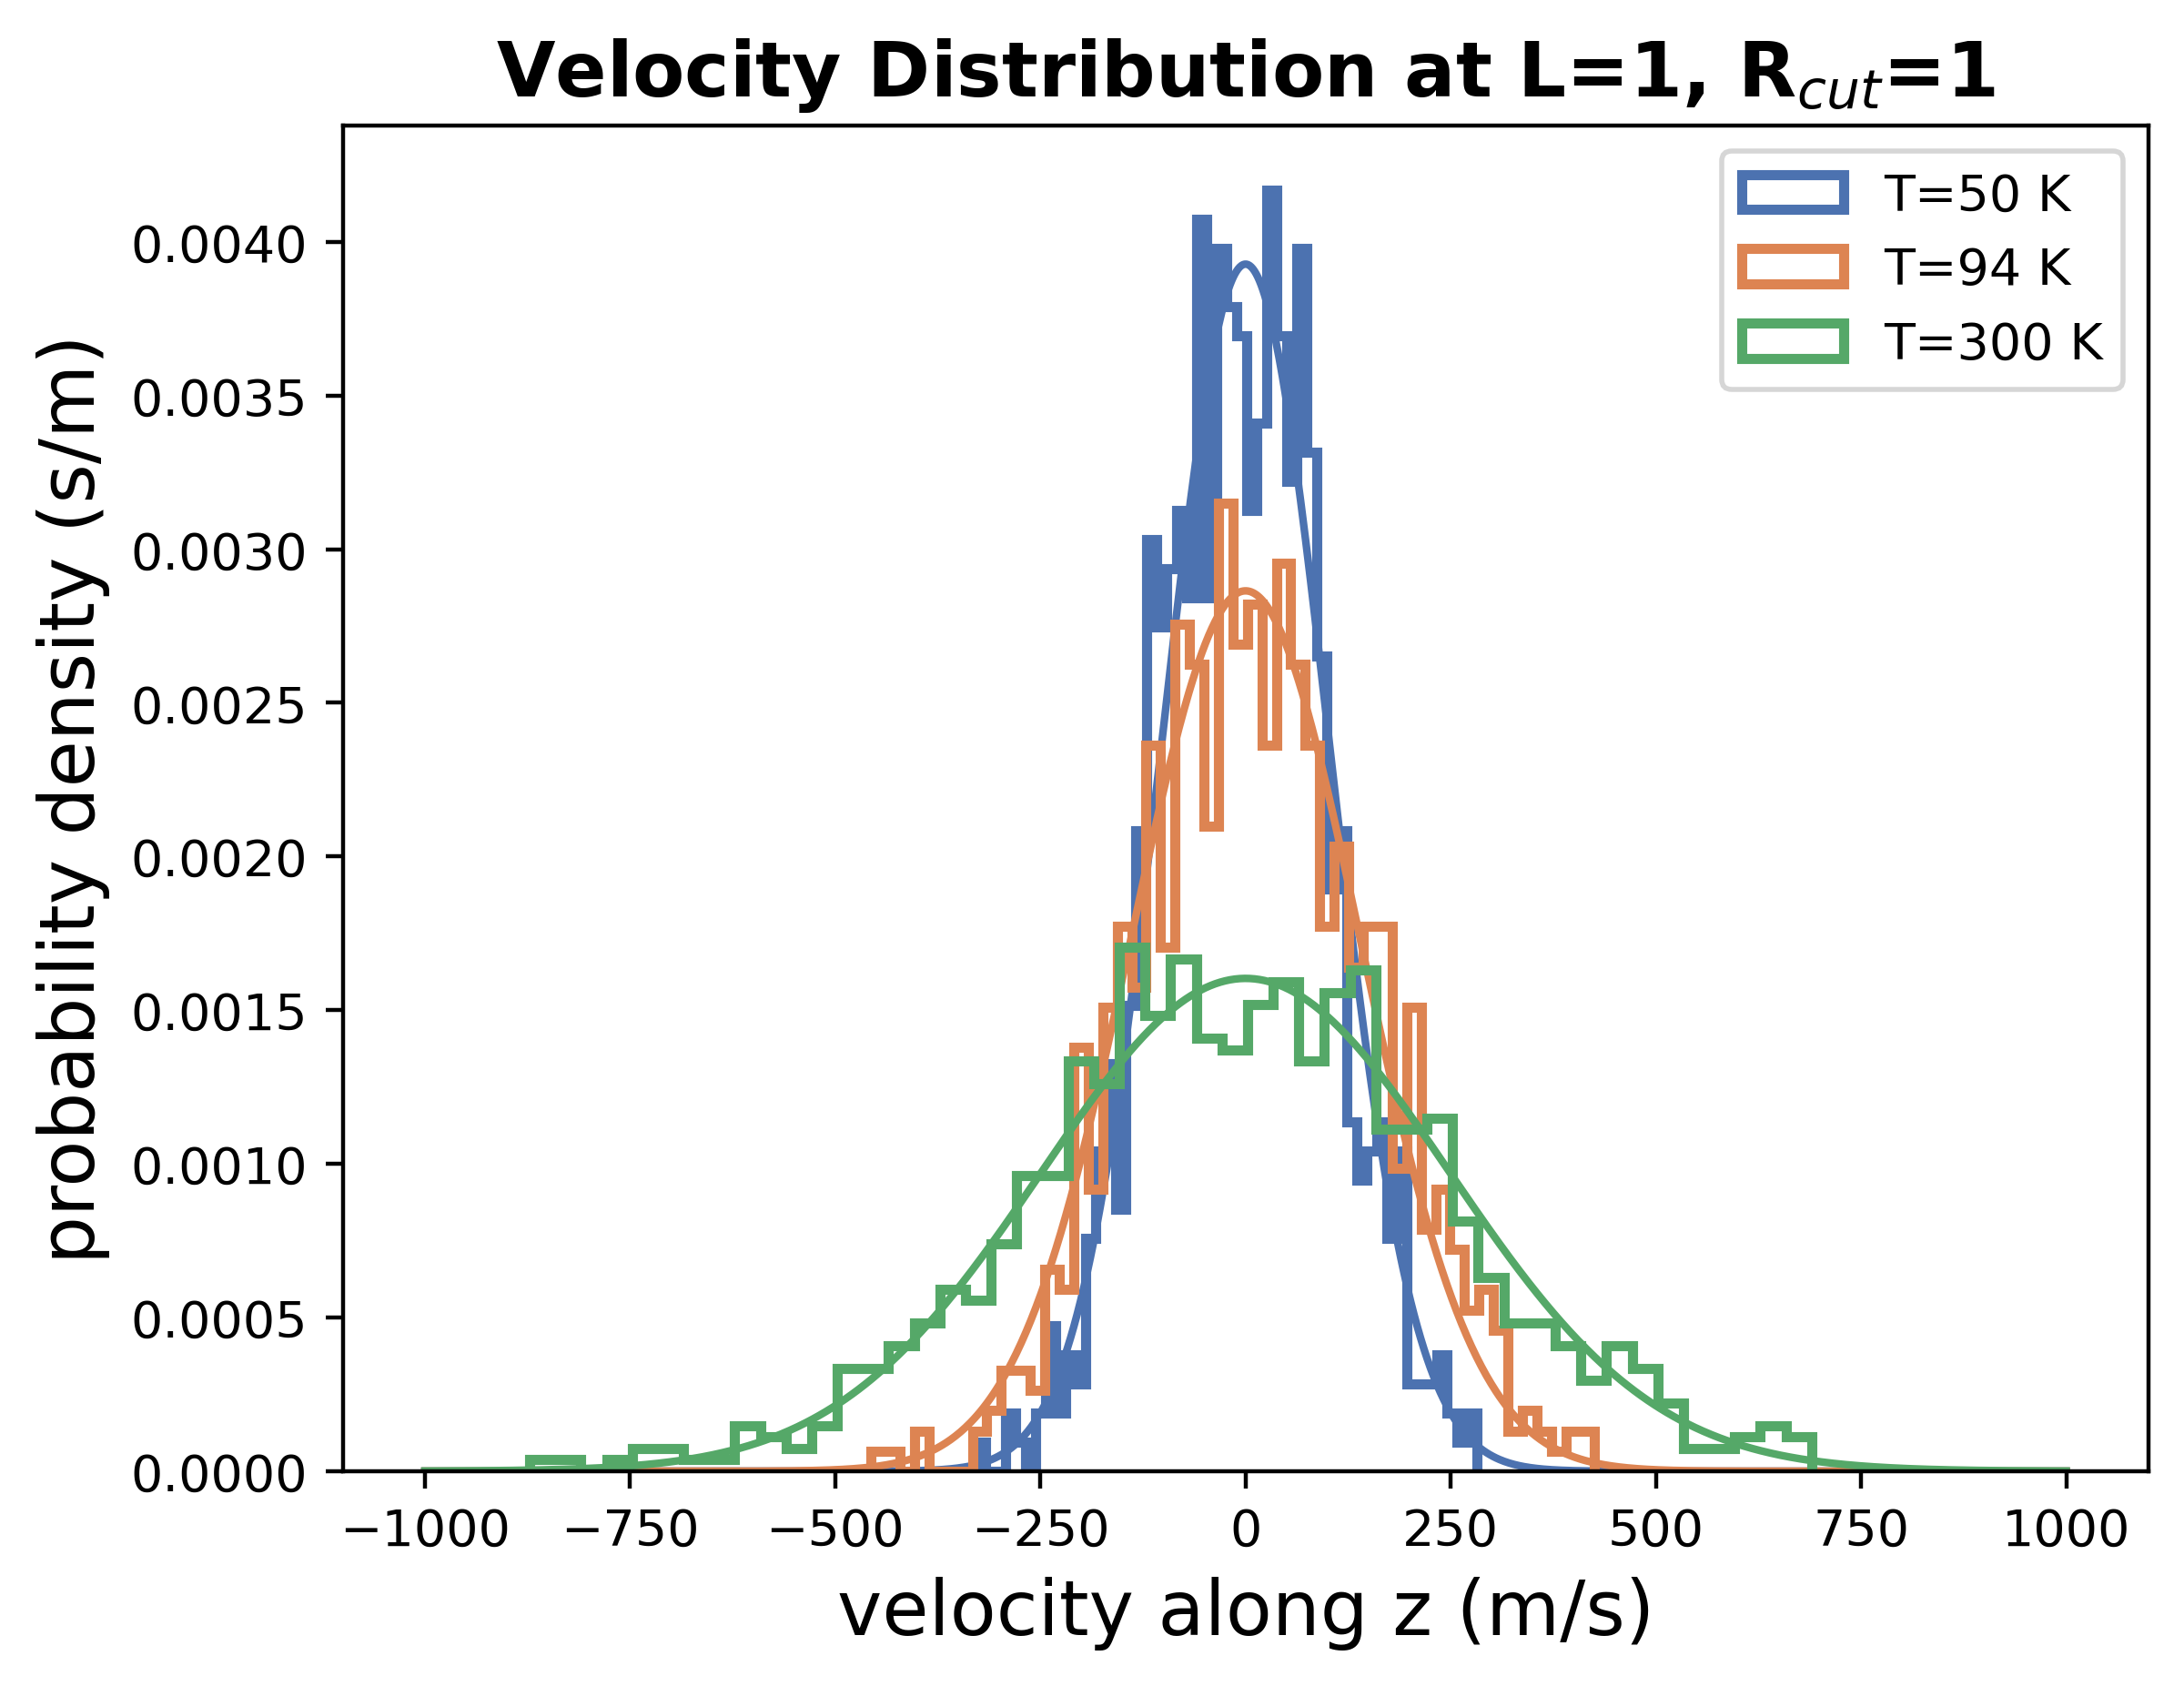 Velocity Distribution at L=1, R_cut=1
T=50 K
T=94 K
T=300 K
probability density (s/m)
0.0040
0.0035
0.0030
0.0025
0.0020
0.0015
0.0010
0.0005
0.0000
−1000 −750 −500 −250 0 250 500 750 1000
velocity along z (m/s)